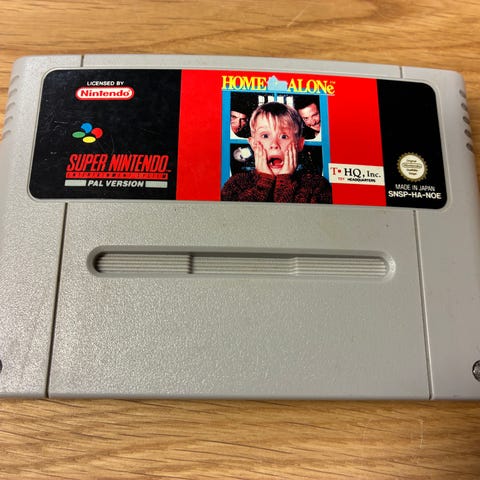 LICENSED BY
Nintendo
HOME ALONe
TM
SUPER NINTENDO
ENTERTAINMENT SYSTEM
PAL VERSION
T•HQ, Inc.
TOY HEADQUARTERS
MADE IN JAPAN
SNSP-HA-NOE